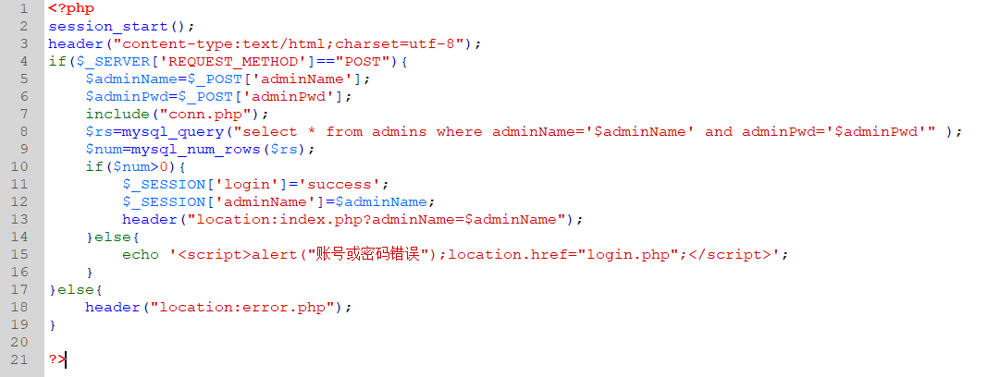 1 <?php
2 session_start();
3 header("content-type:text/html;charset=utf-8");
4 if($_SERVER['REQUEST_METHOD']=="POST"){
5     $adminName=$_POST['adminName'];
6     $adminPwd=$_POST['adminPwd'];
7     include("conn.php");
8     $rs=mysql_query("select * from admins where adminName='$adminName' and adminPwd='$adminPwd'" );
9     $num=mysql_num_rows($rs);
10     if($num>0){
11         $_SESSION['login']='success';
12         $_SESSION['adminName']=$adminName;
13         header("location:index.php?adminName=$adminName");
14     }else{
15         echo '<script>alert("账号或密码错误");location.href="login.php";</script>';
16     }
17 }else{
18     header("location:error.php");
19 }
20
21 ?>